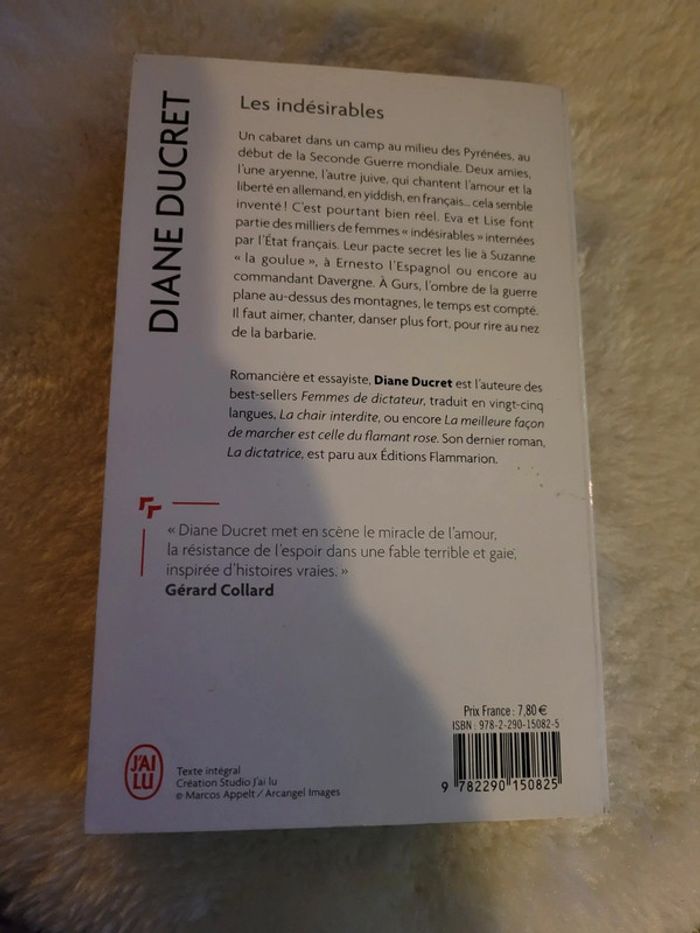 DIANE DUCRET
Les indésirables
Un cabaret dans un camp au milieu des Pyrénées, au
début de la Seconde Guerre mondiale. Deux amies,
l'une aryenne, l'autre juive, qui chantent l'amour et la
liberté en allemand, en yiddish, en français... cela semble
inventé ! C'est pourtant bien réel. Eva et Lise font
partie des milliers de femmes « indésirables » internées
par l'État français. Leur pacte secret les lie à Suzanne
« la goulue », à Ernesto l'Espagnol ou encore au
commandant Davergne. À Gurs, l'ombre de la guerre
plane au-dessus des montagnes, le temps est compté.
Il faut aimer, chanter, danser plus fort, pour rire au nez
de la barbarie.
Romancière et essayiste, Diane Ducret est l'auteure des
best-sellers Femmes de dictateur, traduit en vingt-cinq
langues, La chair interdite, ou encore La meilleure façon
de marcher est celle du flamant rose. Son dernier roman,
La dictatrice, est paru aux Éditions Flammarion.
« Diane Ducret met en scène le miracle de l'amour,
la résistance de l'espoir dans une fable terrible et gaie,
inspirée d'histoires vraies. »
Gérard Collard
J'AI
LU
Texte intégral
Création Studio J'ai lu
© Marcos Appelt / Arcangel Images
Prix France : 7,80 €
ISBN : 978-2-290-15082-5
9 782290 150825